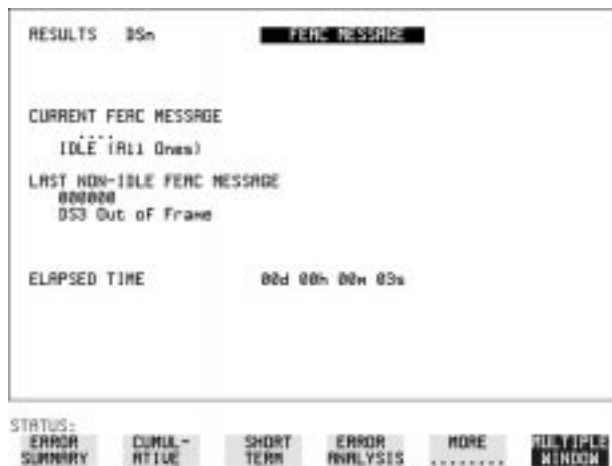 RESULTS DSn FEAC MESSAGE
CURRENT FEAC MESSAGE
....
IDLE (All Ones)
LAST NON-IDLE FEAC MESSAGE
000000
DS3 Out of Frame
ELAPSED TIME 00d 00h 00m 03s
STATUS:
ERROR SUMMARY CUMUL-ATIVE SHORT TERM ERROR ANALYSIS MORE ........ MULTIPLE WINDOW